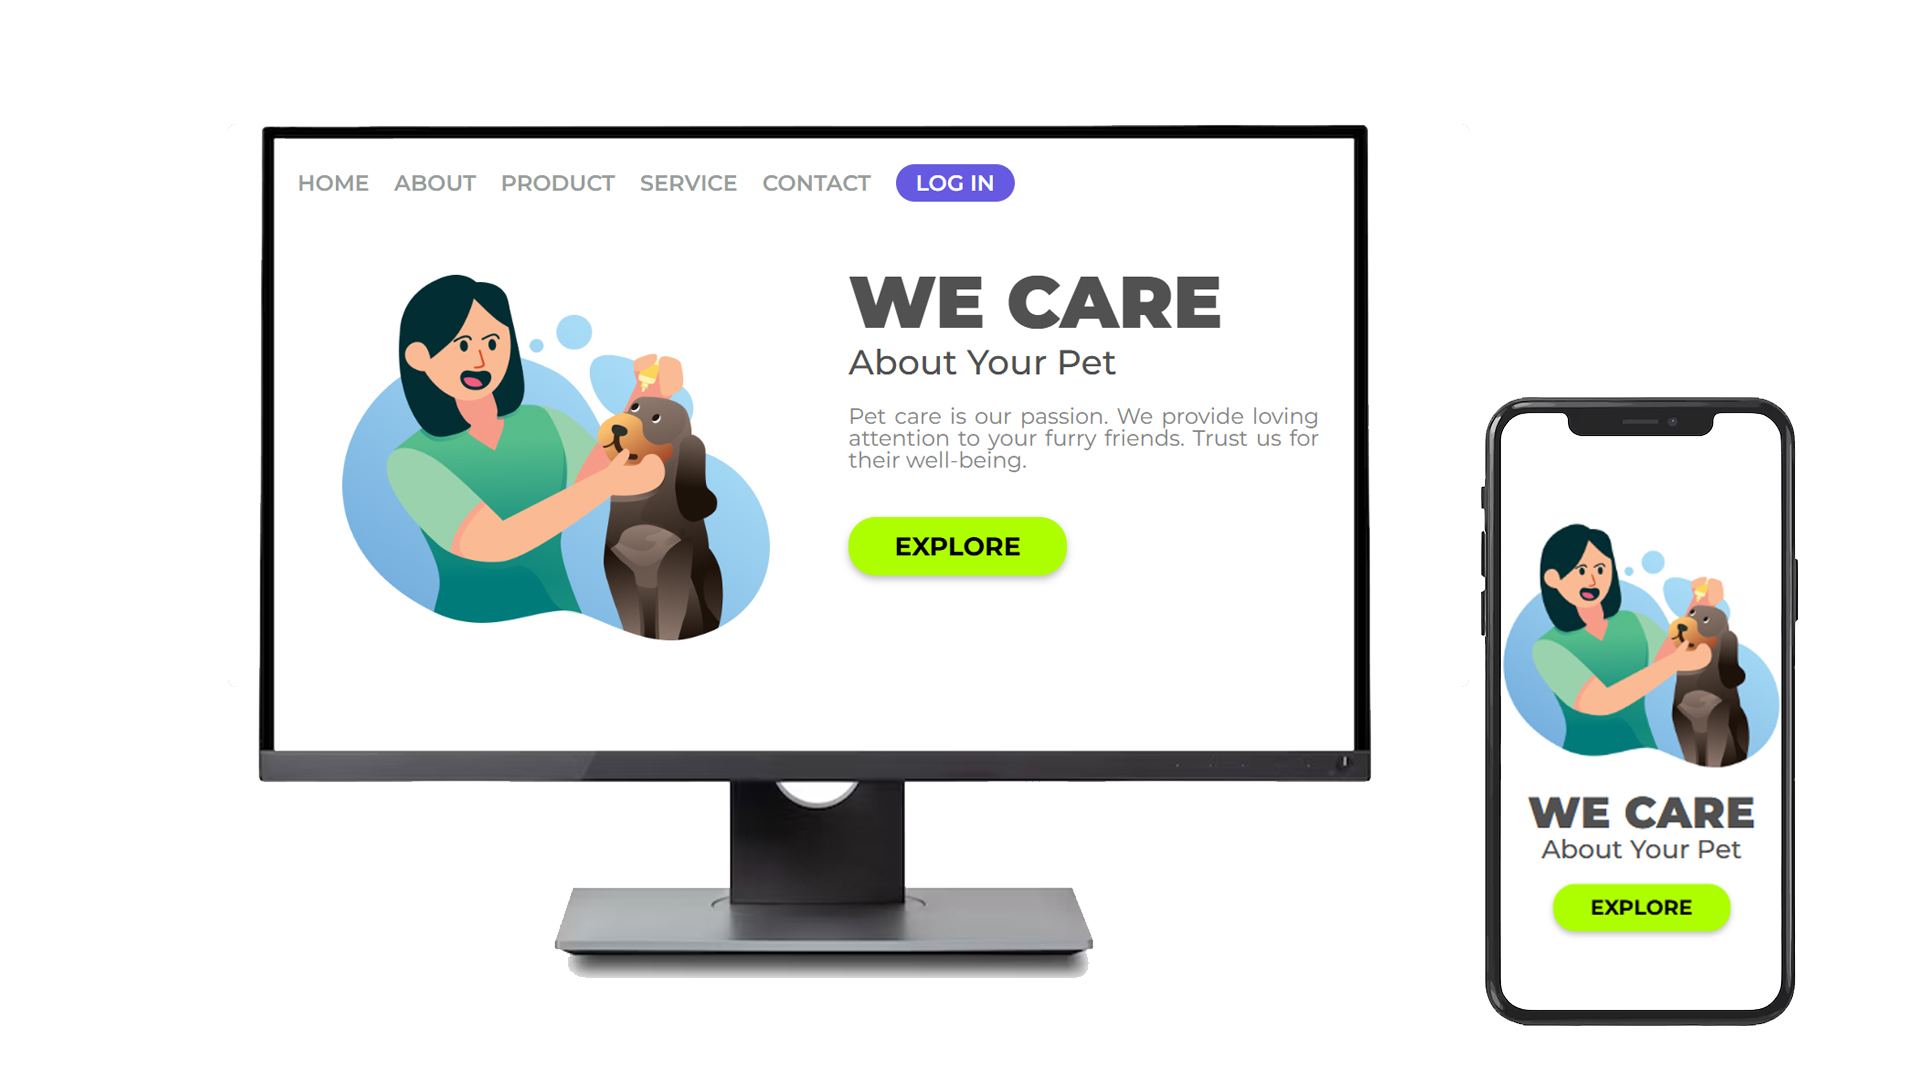 HOME ABOUT PRODUCT SERVICE CONTACT LOG IN
WE CARE
About Your Pet
Pet care is our passion. We provide loving
attention to your furry friends. Trust us for
their well-being.
EXPLORE
WE CARE
About Your Pet
EXPLORE